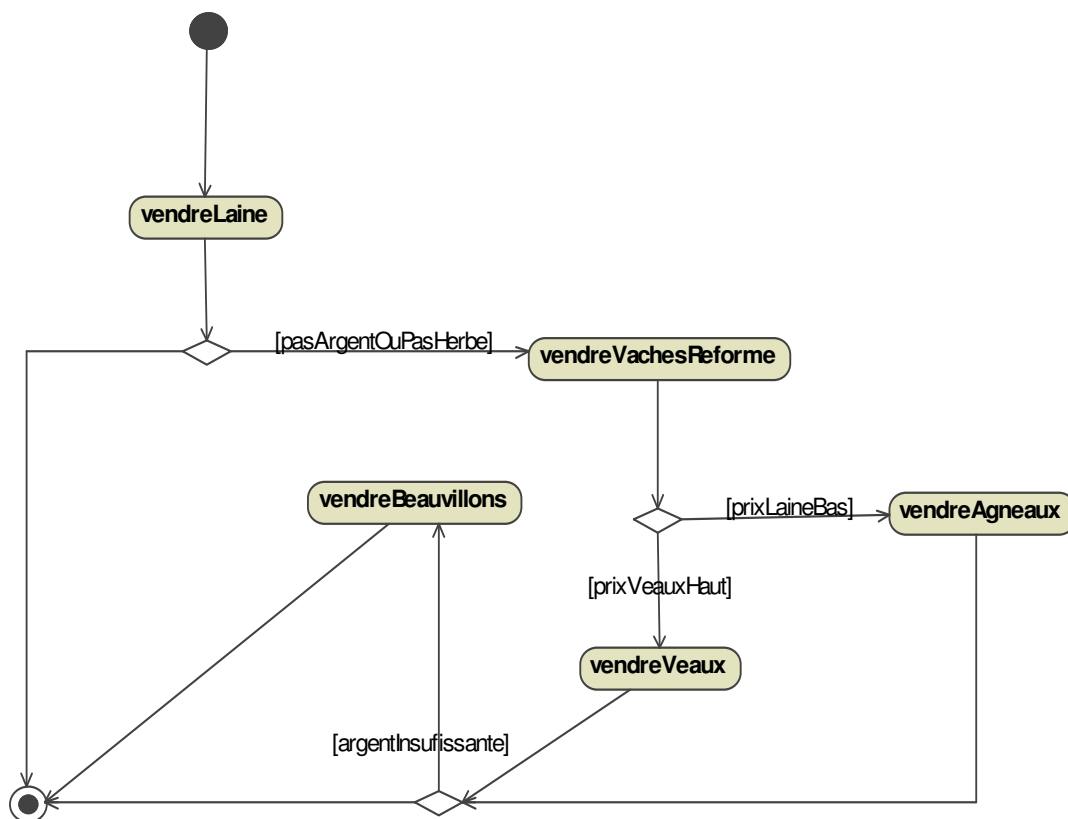 vendreLaine
[pasArgentOuPasHerbe]
vendreVachesReforme
vendreBeauvillons
[prixLaineBas]
vendreAgneaux
[prixVeauxHaut]
vendreVeaux
[argentInsufissante]